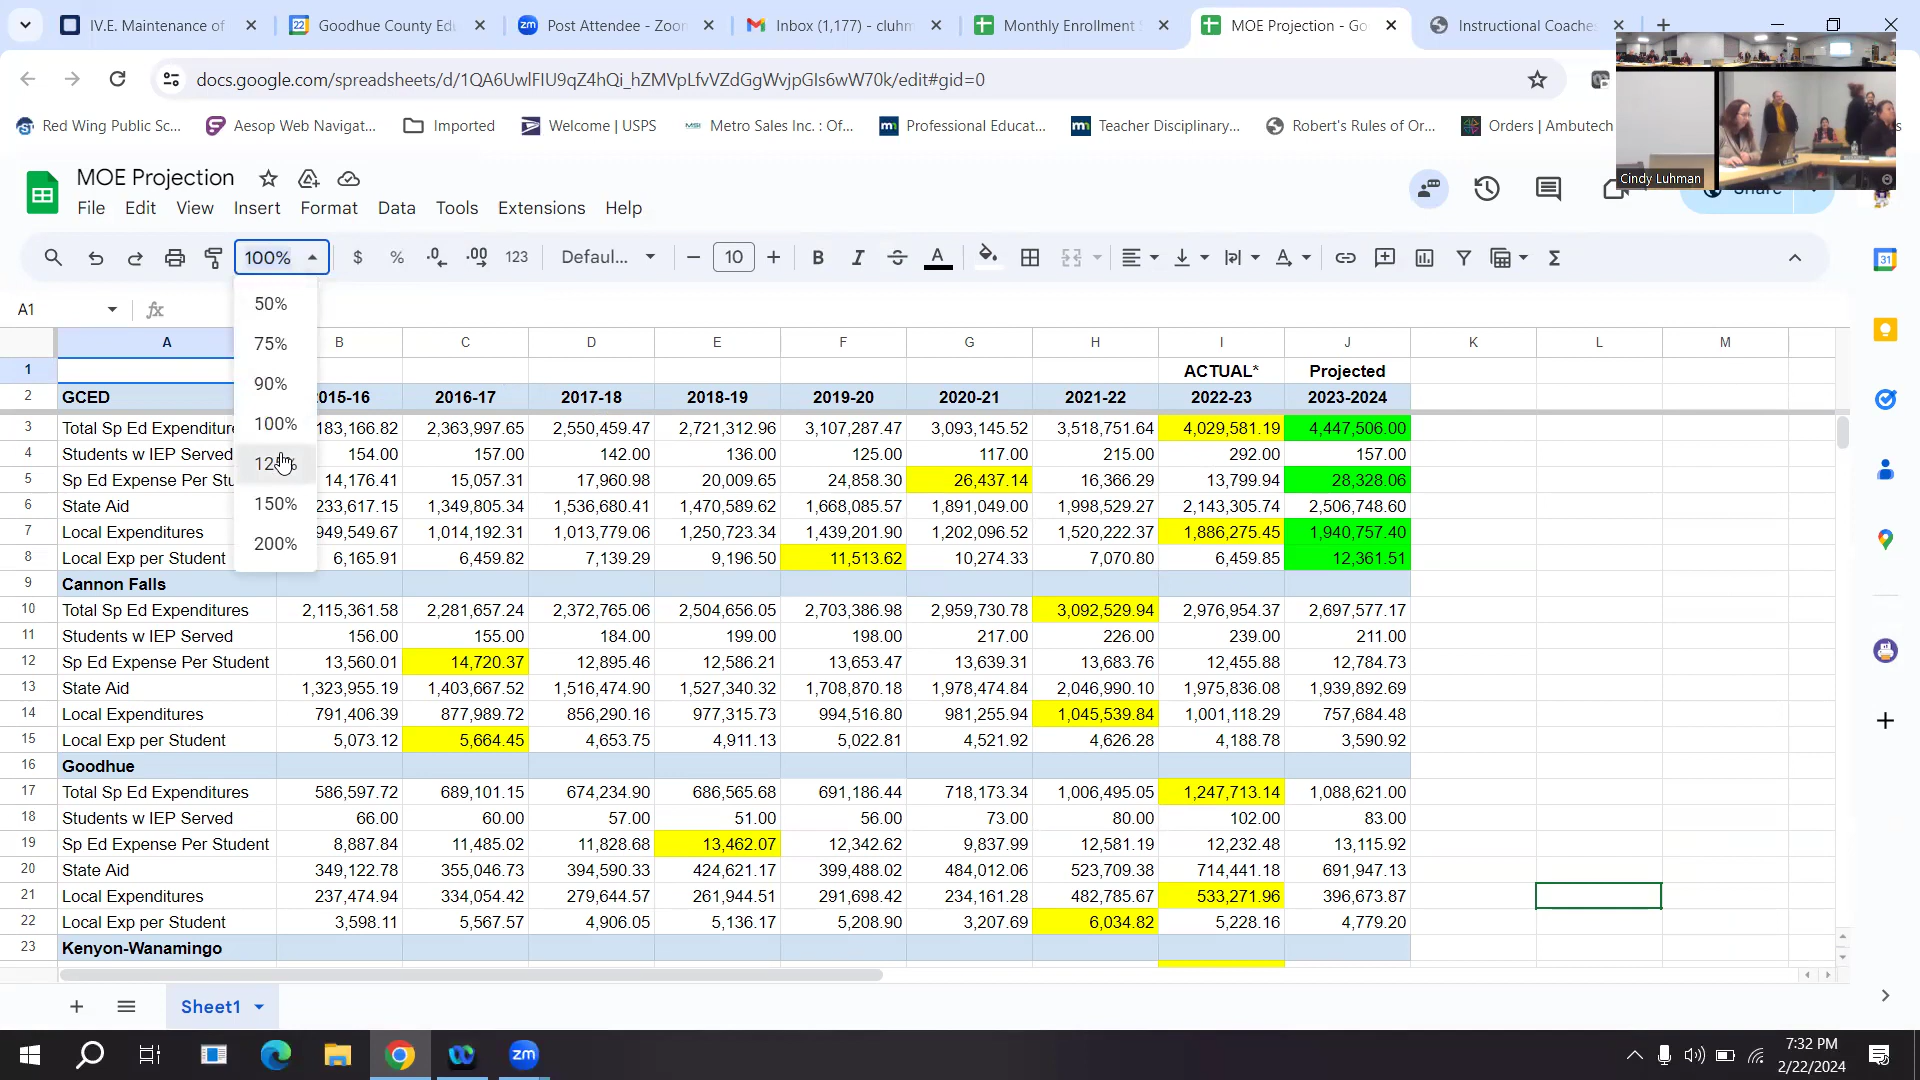 IV.E. Maintenance of
Goodhue County Edu
Post Attendee - Zoom
Inbox (1,177) - cluhm
Monthly Enrollment S
MOE Projection - Go
Instructional Coaches
docs.google.com/spreadsheets/d/1QA6UwlFIU9qZ4hQi_hZMVpLfvVZdGgWvjpGIs6wW70k/edit#gid=0
Red Wing Public Sc...
Aesop Web Navigat...
Imported
Welcome | USPS
Metro Sales Inc. : Of...
Professional Educat...
Teacher Disciplinary...
Robert's Rules of Or...
Orders | Ambutech
Cindy Luhman
MOE Projection
File Edit View Insert Format Data Tools Extensions Help
Share
100% $ % .0 .00 123 Defaul... 10 B I A
A1 fx
50%
75%
90%
100%
150%
200%
A B C D E F G H I J K L M
1 ACTUAL* Projected
2 GCED 015-16 2016-17 2017-18 2018-19 2019-20 2020-21 2021-22 2022-23 2023-2024
3 Total Sp Ed Expenditure 183,166.82 2,363,997.65 2,550,459.47 2,721,312.96 3,107,287.47 3,093,145.52 3,518,751.64 4,029,581.19 4,447,506.00
4 Students w IEP Served 154.00 157.00 142.00 136.00 125.00 117.00 215.00 292.00 157.00
5 Sp Ed Expense Per Stu 14,176.41 15,057.31 17,960.98 20,009.65 24,858.30 26,437.14 16,366.29 13,799.94 28,328.06
6 State Aid 233,617.15 1,349,805.34 1,536,680.41 1,470,589.62 1,668,085.57 1,891,049.00 1,998,529.27 2,143,305.74 2,506,748.60
7 Local Expenditures 949,549.67 1,014,192.31 1,013,779.06 1,250,723.34 1,439,201.90 1,202,096.52 1,520,222.37 1,886,275.45 1,940,757.40
8 Local Exp per Student 6,165.91 6,459.82 7,139.29 9,196.50 11,513.62 10,274.33 7,070.80 6,459.85 12,361.51
9 Cannon Falls
10 Total Sp Ed Expenditures 2,115,361.58 2,281,657.24 2,372,765.06 2,504,656.05 2,703,386.98 2,959,730.78 3,092,529.94 2,976,954.37 2,697,577.17
11 Students w IEP Served 156.00 155.00 184.00 199.00 198.00 217.00 226.00 239.00 211.00
12 Sp Ed Expense Per Student 13,560.01 14,720.37 12,895.46 12,586.21 13,653.47 13,639.31 13,683.76 12,455.88 12,784.73
13 State Aid 1,323,955.19 1,403,667.52 1,516,474.90 1,527,340.32 1,708,870.18 1,978,474.84 2,046,990.10 1,975,836.08 1,939,892.69
14 Local Expenditures 791,406.39 877,989.72 856,290.16 977,315.73 994,516.80 981,255.94 1,045,539.84 1,001,118.29 757,684.48
15 Local Exp per Student 5,073.12 5,664.45 4,653.75 4,911.13 5,022.81 4,521.92 4,626.28 4,188.78 3,590.92
16 Goodhue
17 Total Sp Ed Expenditures 586,597.72 689,101.15 674,234.90 686,565.68 691,186.44 718,173.34 1,006,495.05 1,247,713.14 1,088,621.00
18 Students w IEP Served 66.00 60.00 57.00 51.00 56.00 73.00 80.00 102.00 83.00
19 Sp Ed Expense Per Student 8,887.84 11,485.02 11,828.68 13,462.07 12,342.62 9,837.99 12,581.19 12,232.48 13,115.92
20 State Aid 349,122.78 355,046.73 394,590.33 424,621.17 399,488.02 484,012.06 523,709.38 714,441.18 691,947.13
21 Local Expenditures 237,474.94 334,054.42 279,644.57 261,944.51 291,698.42 234,161.28 482,785.67 533,271.96 396,673.87
22 Local Exp per Student 3,598.11 5,567.57 4,906.05 5,136.17 5,208.90 3,207.69 6,034.82 5,228.16 4,779.20
23 Kenyon-Wanamingo
Sheet1
7:32 PM
2/22/2024